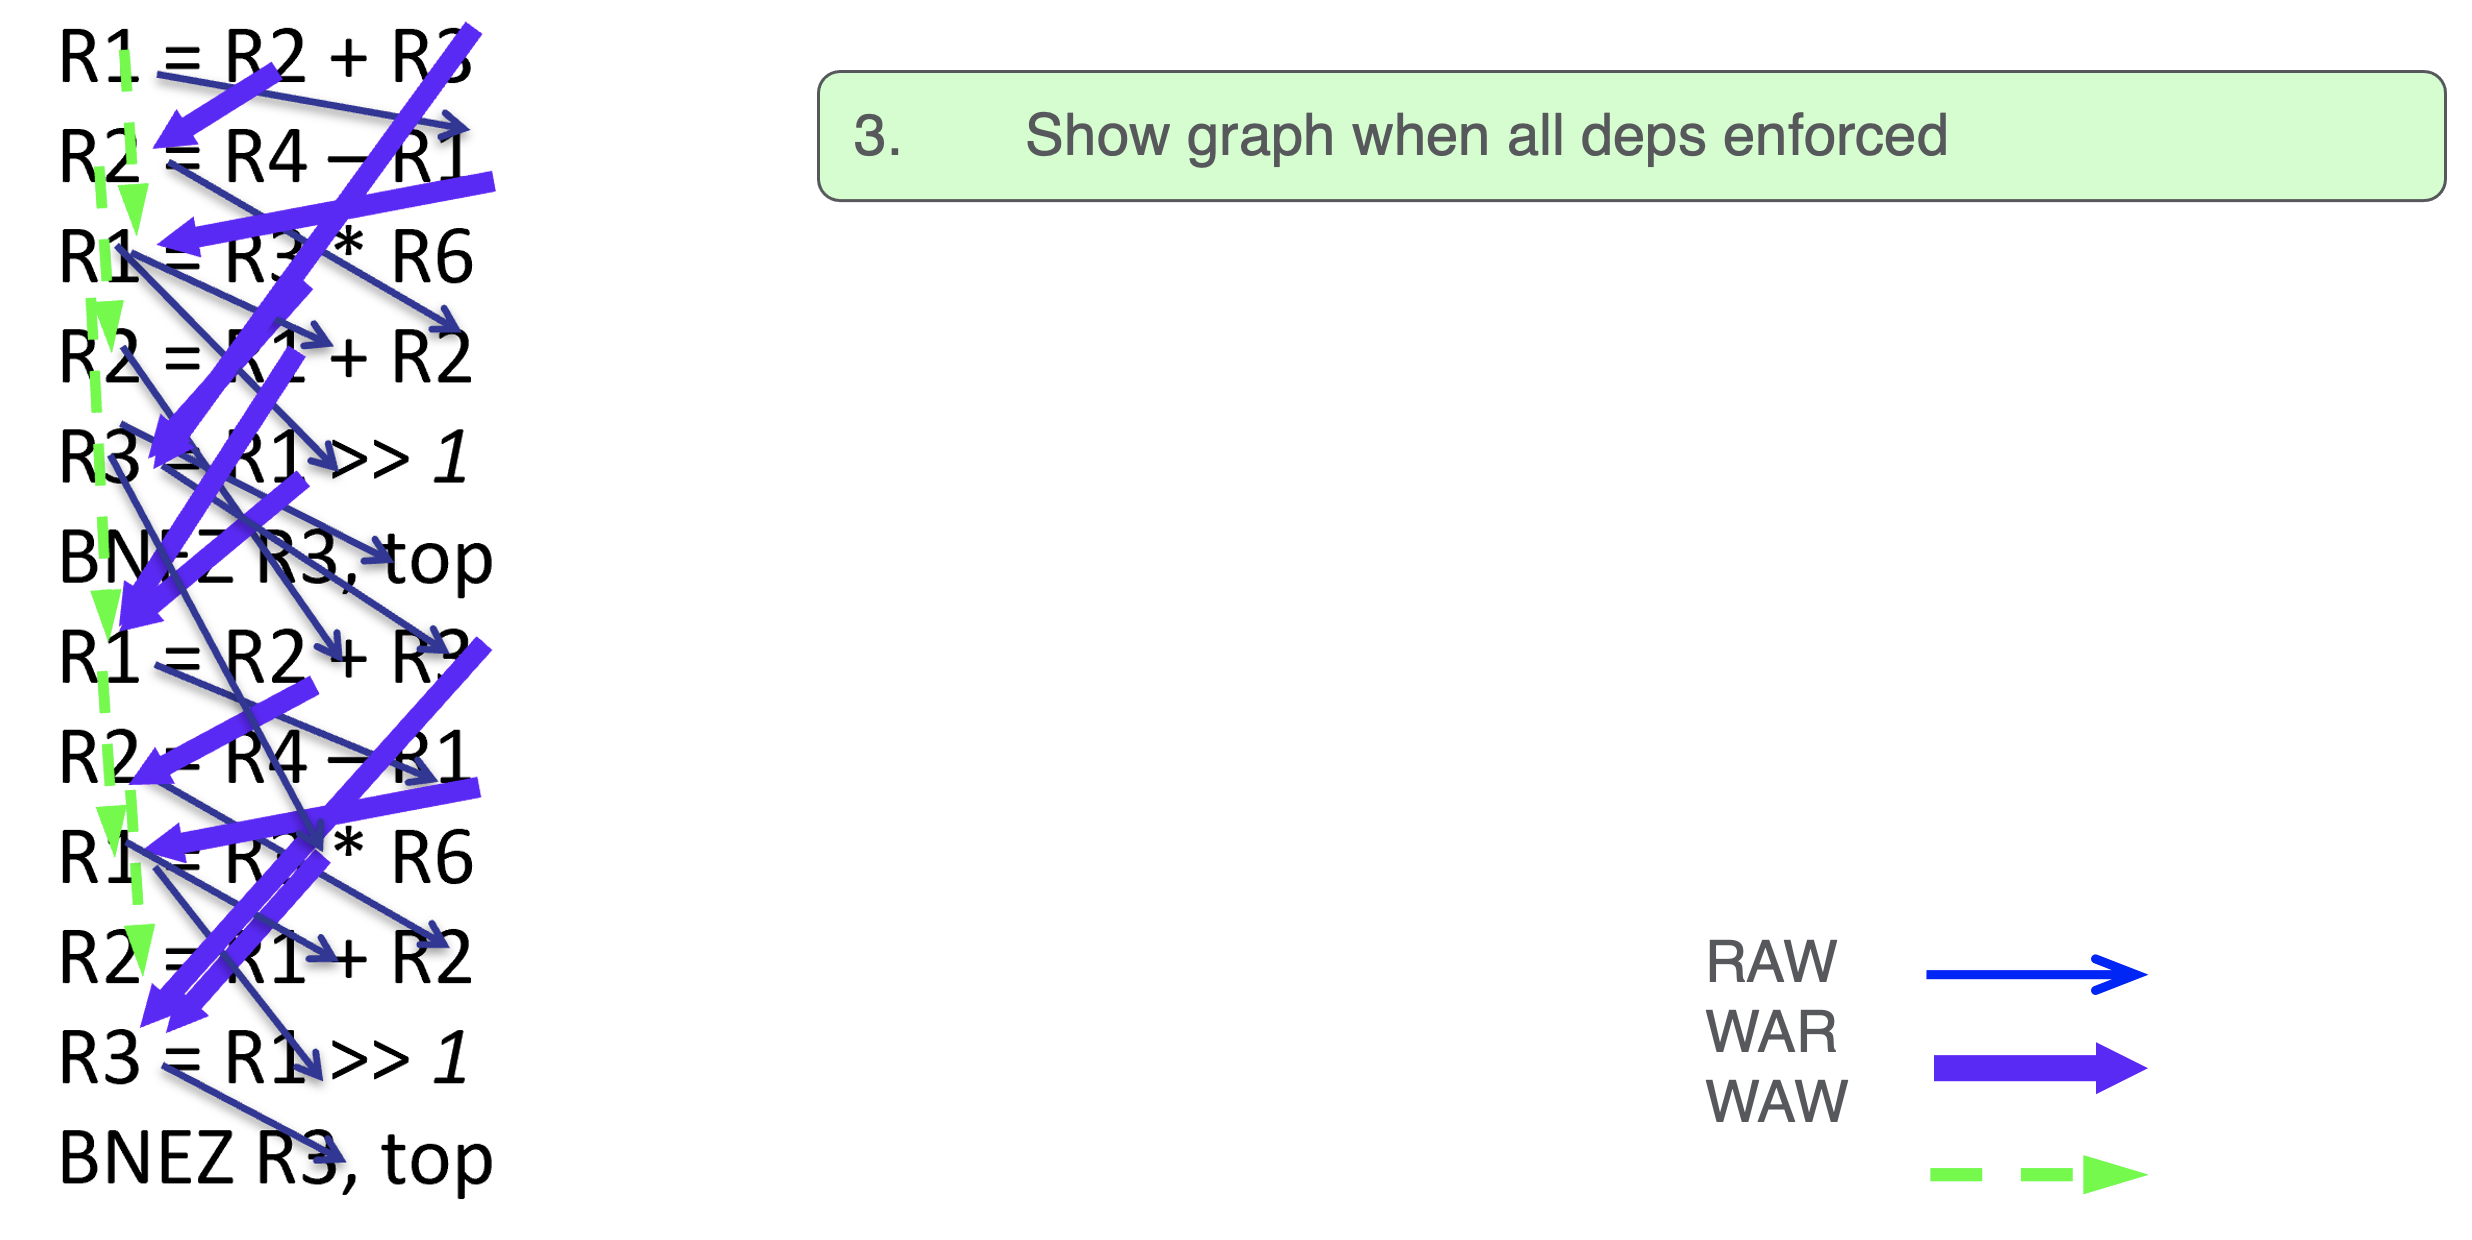 R1 = R2 + R3
R2 = R4 – R1
R1 = R3 * R6
R2 = R1 + R2
R3 = R1 >> 1
BNEZ R3, top
R1 = R2 + R3
R2 = R4 – R1
R1 = R3 * R6
R2 = R1 + R2
R3 = R1 >> 1
BNEZ R3, top
3. Show graph when all deps enforced
RAW
WAR
WAW